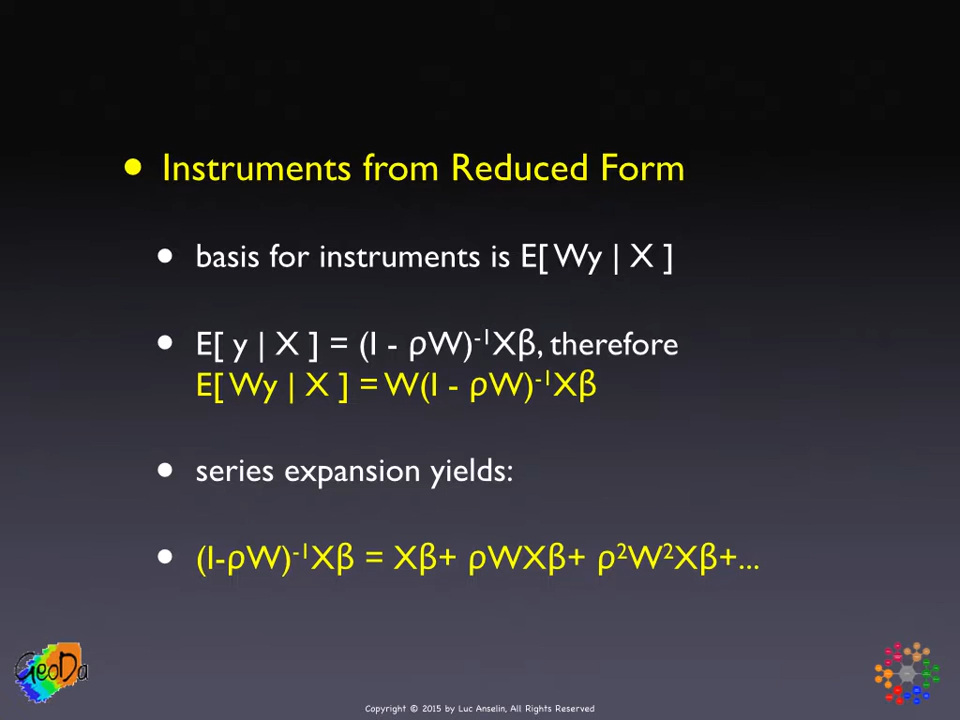 • Instruments from Reduced Form
• basis for instruments is E[ Wy | X ]
• E[ y | X ] = (I - ρW)⁻¹Xβ, therefore
E[ Wy | X ] = W(I - ρW)⁻¹Xβ
• series expansion yields:
• (I-ρW)⁻¹Xβ = Xβ+ ρWXβ+ ρ²W²Xβ+...
GeoDa
Copyright © 2015 by Luc Anselin, All Rights Reserved